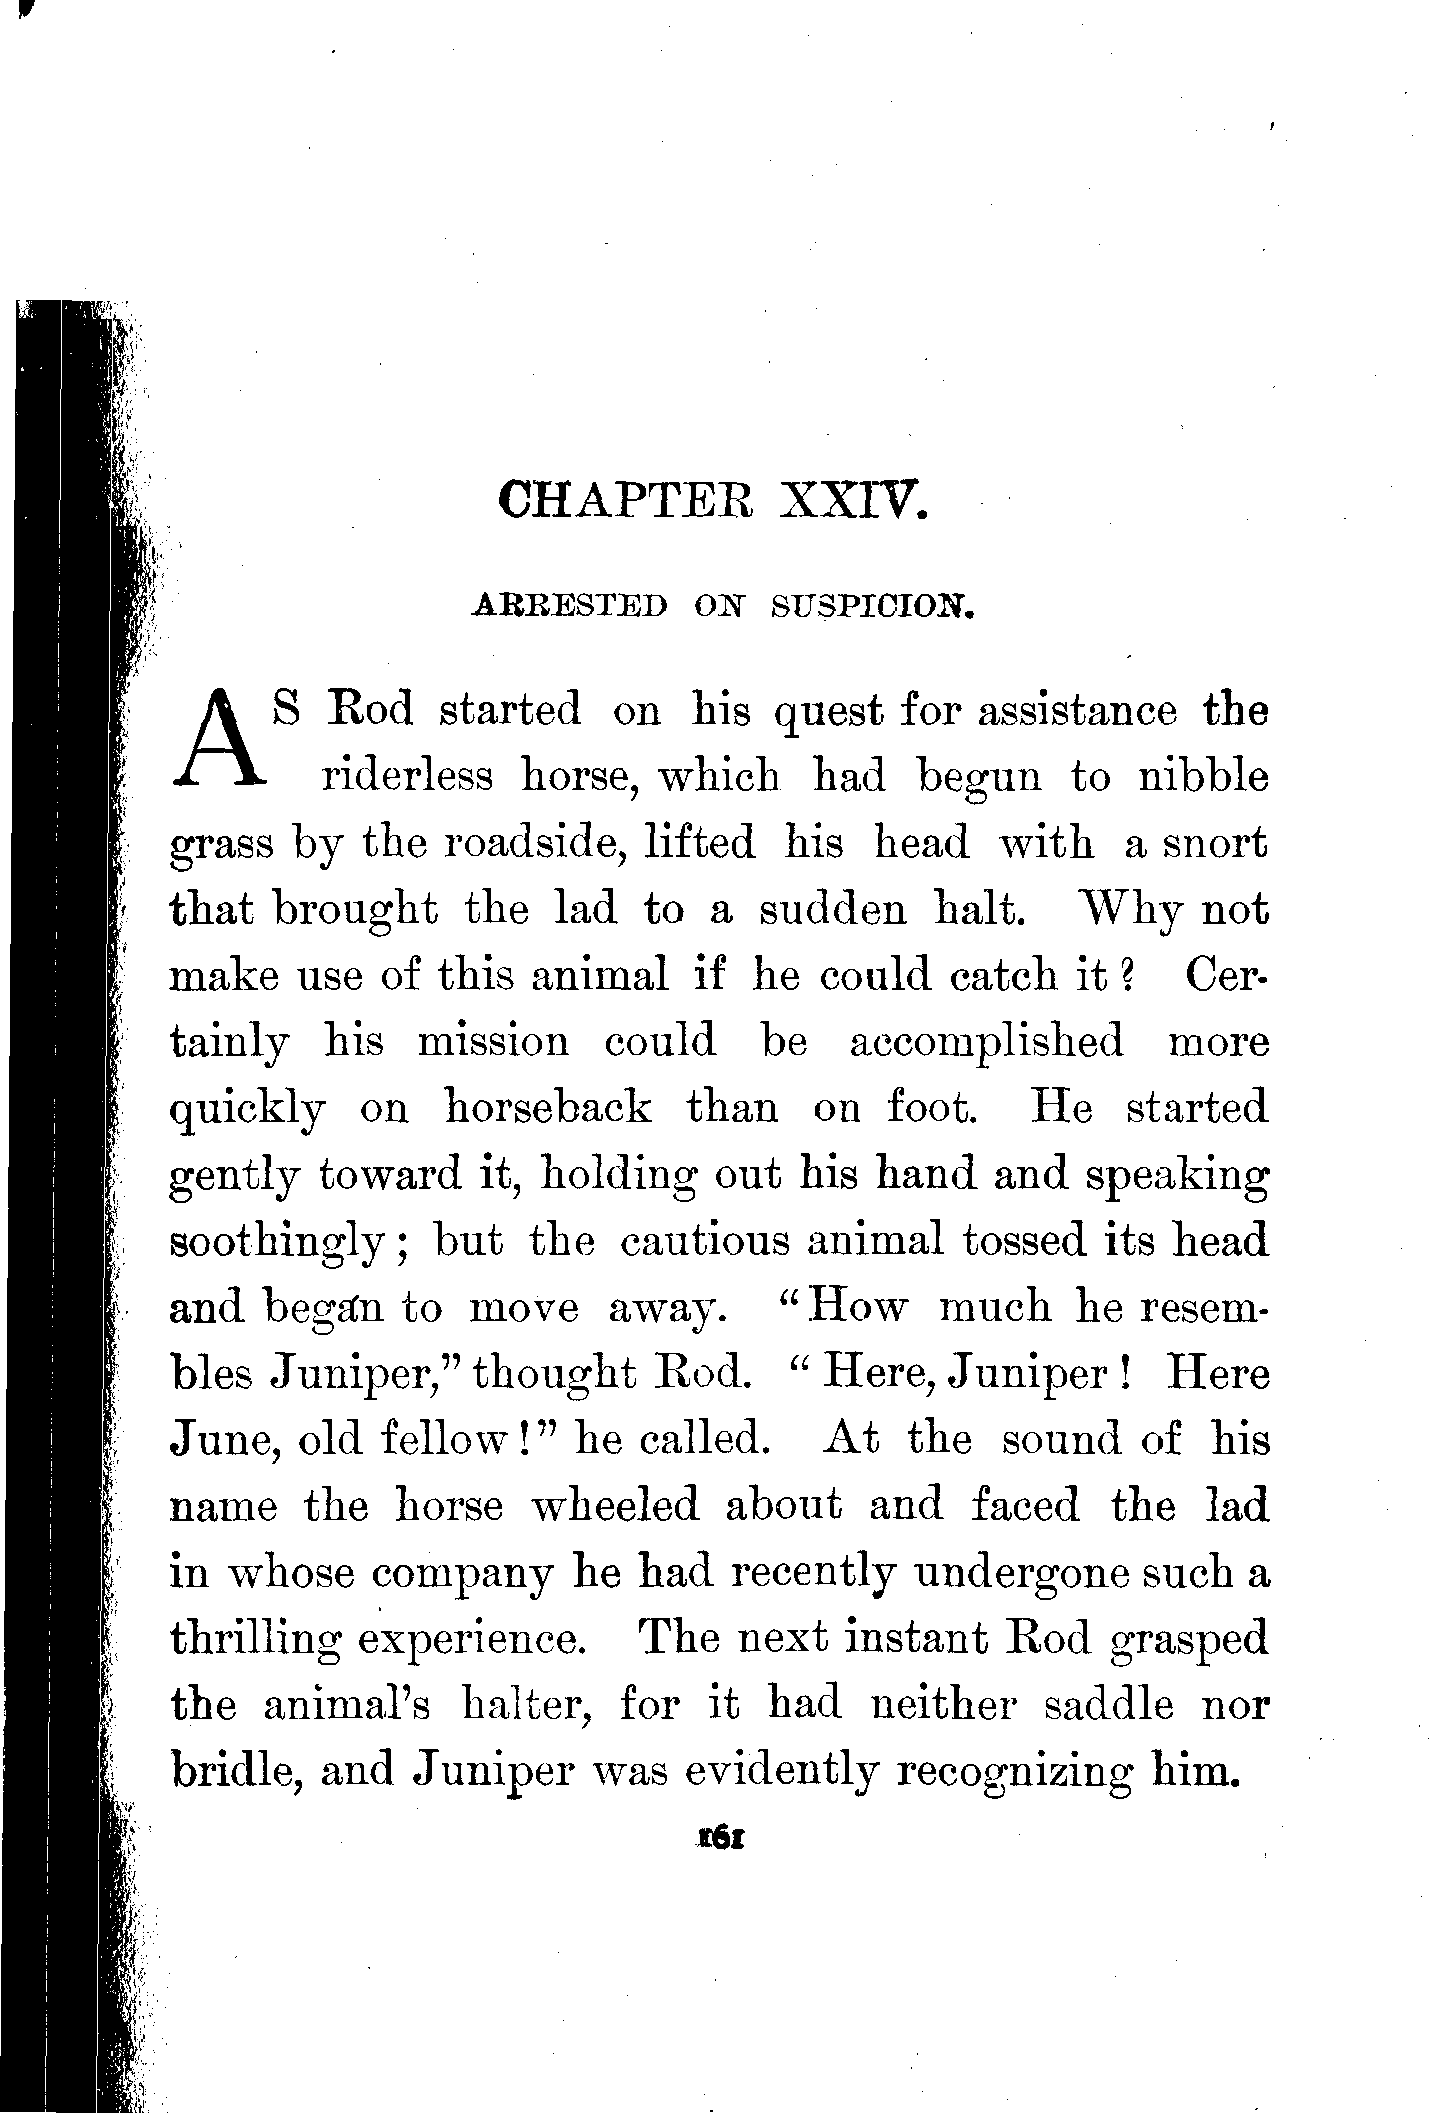 CHAPTER XXIV.
ARRESTED ON SUSPICION.
AS Rod started on his quest for assistance the
riderless horse, which had begun to nibble
grass by the roadside, lifted his head with a snort
that brought the lad to a sudden halt. Why not
make use of this animal if he could catch it? Cer-
tainly his mission could be accomplished more
quickly on horseback than on foot. He started
gently toward it, holding out his hand and speaking
soothingly; but the cautious animal tossed its head
and began to move away. "How much he resem-
bles Juniper," thought Rod. "Here, Juniper! Here
June, old fellow!" he called. At the sound of his
name the horse wheeled about and faced the lad
in whose company he had recently undergone such a
thrilling experience. The next instant Rod grasped
the animal's halter, for it had neither saddle nor
bridle, and Juniper was evidently recognizing him.
161